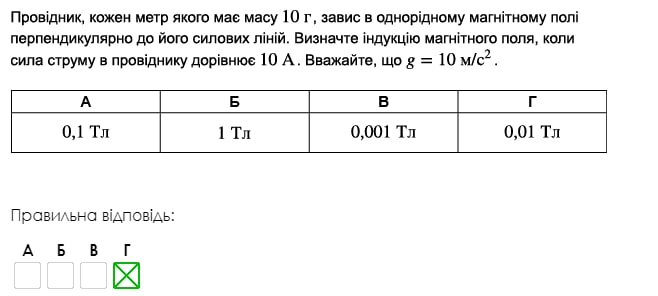 Провідник, кожен метр якого має масу 10 г, завис в однорідному магнітному полі
перпендикулярно до його силових ліній. Визначте індукцію магнітного поля, коли
сила струму в провіднику дорівнює 10 А. Вважайте, що g = 10 м/с².
А Б В Г
0,1 Тл 1 Тл 0,001 Тл 0,01 Тл
Правильна відповідь:
А Б В Г